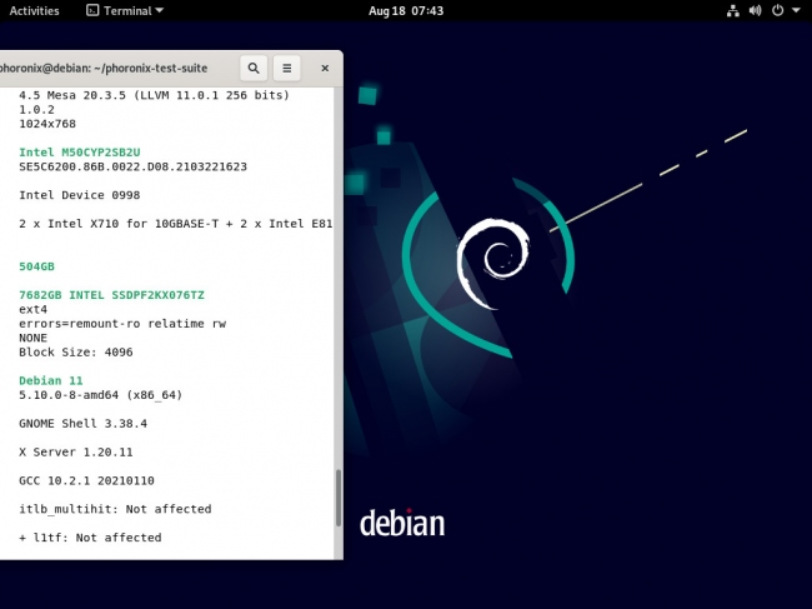 Activities Terminal Aug 18 07:43
phoronix@debian: ~/phoronix-test-suite
4.5 Mesa 20.3.5 (LLVM 11.0.1 256 bits)
1.0.2
1024x768
Intel M50CYP2SB2U
SE5C6200.86B.0022.D08.2103221623
Intel Device 0998
2 x Intel X710 for 10GBASE-T + 2 x Intel E81
504GB
7682GB INTEL SSDPF2KX076TZ
ext4
errors=remount-ro relatime rw
NONE
Block Size: 4096
Debian 11
5.10.0-8-amd64 (x86_64)
GNOME Shell 3.38.4
X Server 1.20.11
GCC 10.2.1 20210110
itlb_multihit: Not affected
+ l1tf: Not affected
debian